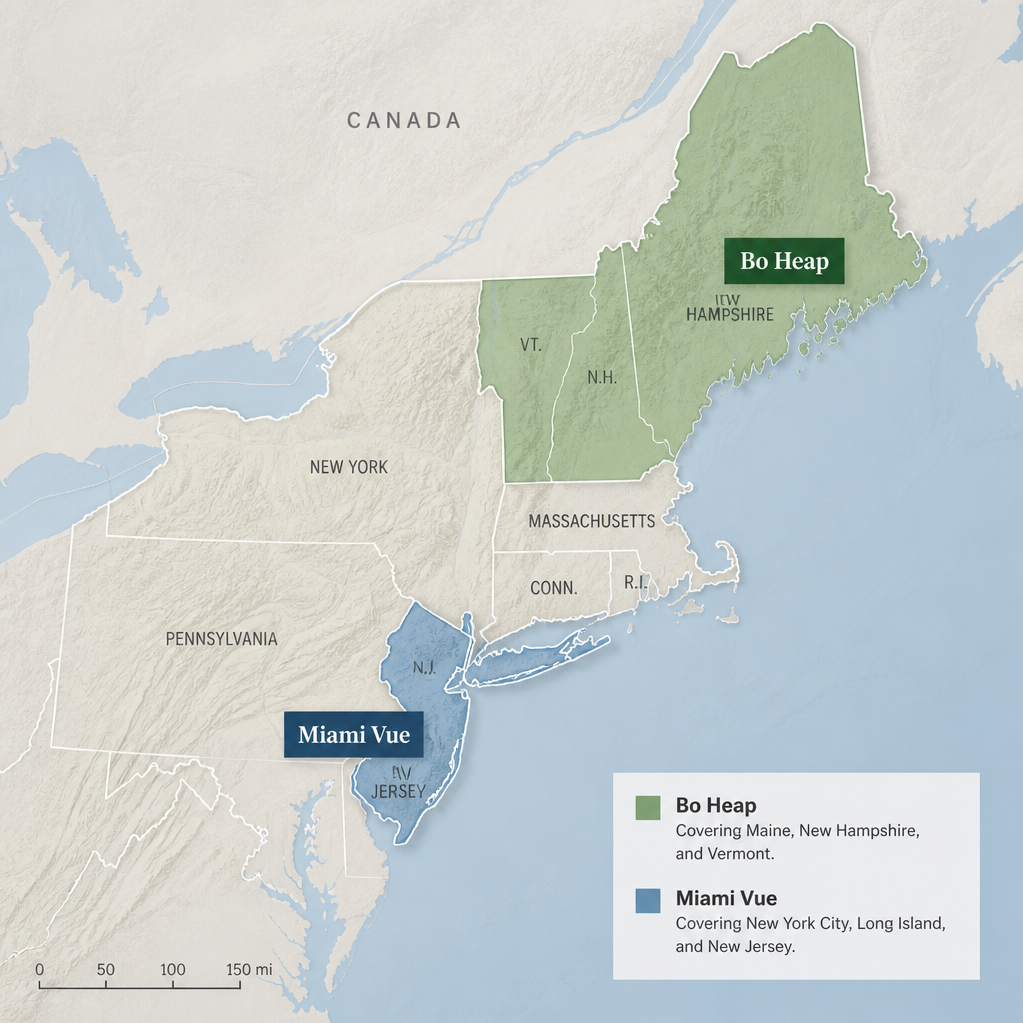 CANADA
Bo Heap
HAMPSHIRE
VT.
N.H.
NEW YORK
MASSACHUSETTS
CONN.
R.I.
PENNSYLVANIA
N.J.
Miami Vue
JERSEY
Bo Heap
Covering Maine, New Hampshire,
and Vermont.
Miami Vue
Covering New York City, Long Island,
and New Jersey.
0 50 100 150 mi